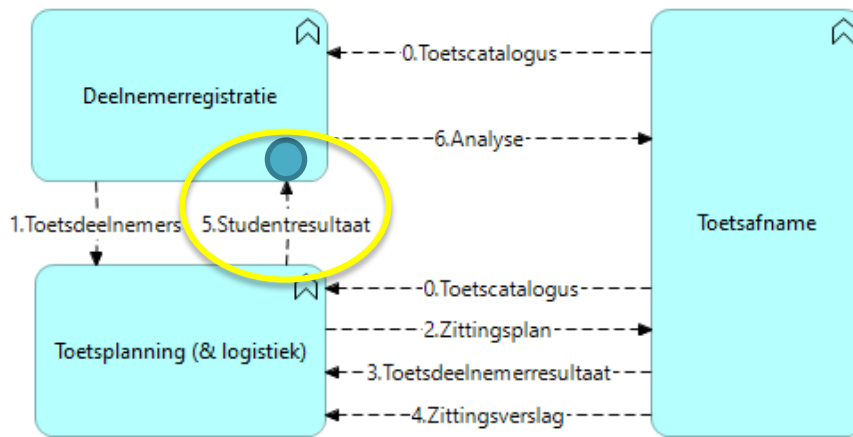 0.Toetscatalogus
Deelnemerregistratie
6.Analyse
1.Toetsdeelnemers
5.Studentresultaat
Toetsafname
0.Toetscatalogus
2.Zittingsplan
Toetsplanning (& logistiek)
3.Toetsdeelnemerresultaat
4.Zittingsverslag